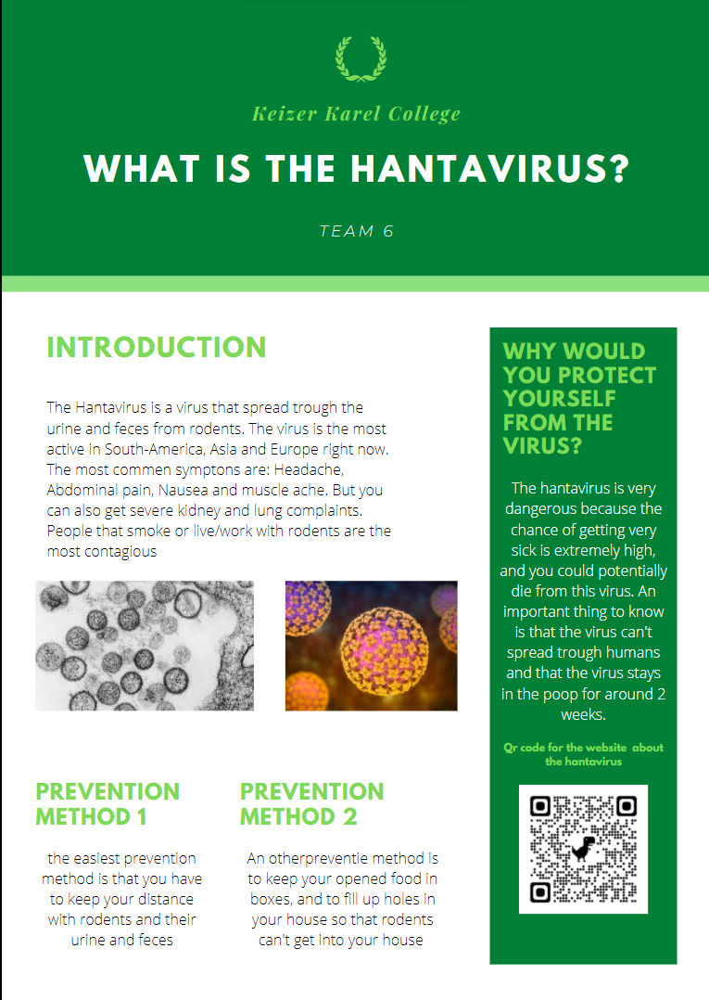 Keizer Karel College
WHAT IS THE HANTAVIRUS?
TEAM 6
INTRODUCTION
The Hantavirus is a virus that spread trough the
urine and feces from rodents. The virus is the most
active in South-America, Asia and Europe right now.
The most commen symptons are: Headache,
Abdominal pain, Nausea and muscle ache. But you
can also get severe kidney and lung complaints.
People that smoke or live/work with rodents are the
most contagious
PREVENTION
METHOD 1
the easiest prevention
method is that you have
to keep your distance
with rodents and their
urine and feces
PREVENTION
METHOD 2
An otherpreventie method is
to keep your opened food in
boxes, and to fill up holes in
your house so that rodents
can't get into your house
WHY WOULD
YOU PROTECT
YOURSELF
FROM THE
VIRUS?
The hantavirus is very
dangerous because the
chance of getting very
sick is extremely high,
and you could potentially
die from this virus. An
important thing to know
is that the virus can't
spread trough humans
and that the virus stays
in the poop for around 2
weeks.
Qr code for the website about
the hantavirus